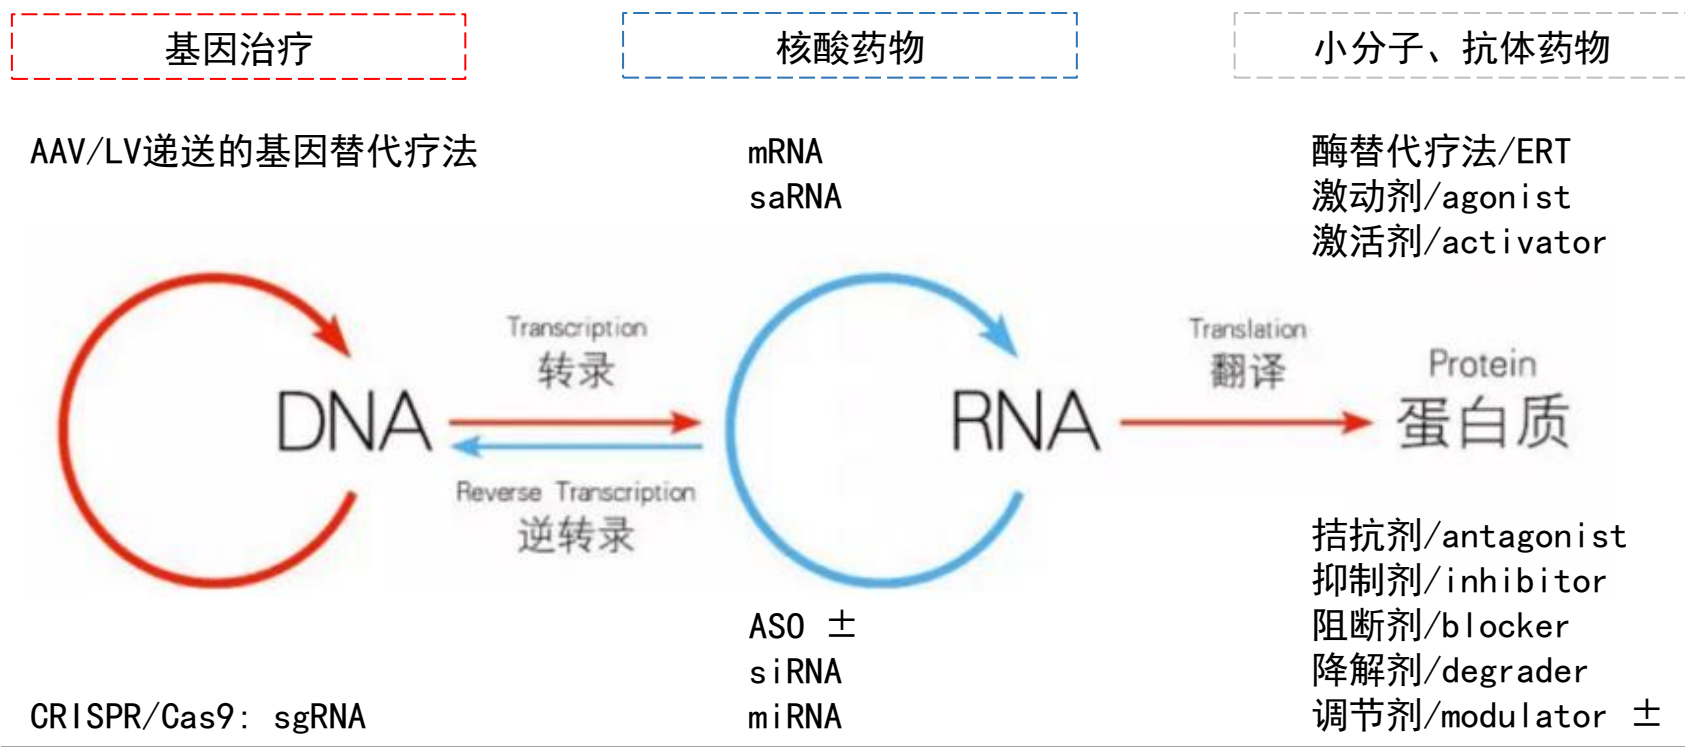 基因治疗
核酸药物
小分子、抗体药物
AAV/LV递送的基因替代疗法
mRNA
saRNA
酶替代疗法/ERT
激动剂/agonist
激活剂/activator
Transcription
转录
Translation
翻译
DNA
RNA
Protein
蛋白质
Reverse Transcription
逆转录
ASO ±
siRNA
miRNA
拮抗剂/antagonist
抑制剂/inhibitor
阻断剂/blocker
降解剂/degrader
调节剂/modulator ±
CRISPR/Cas9: sgRNA